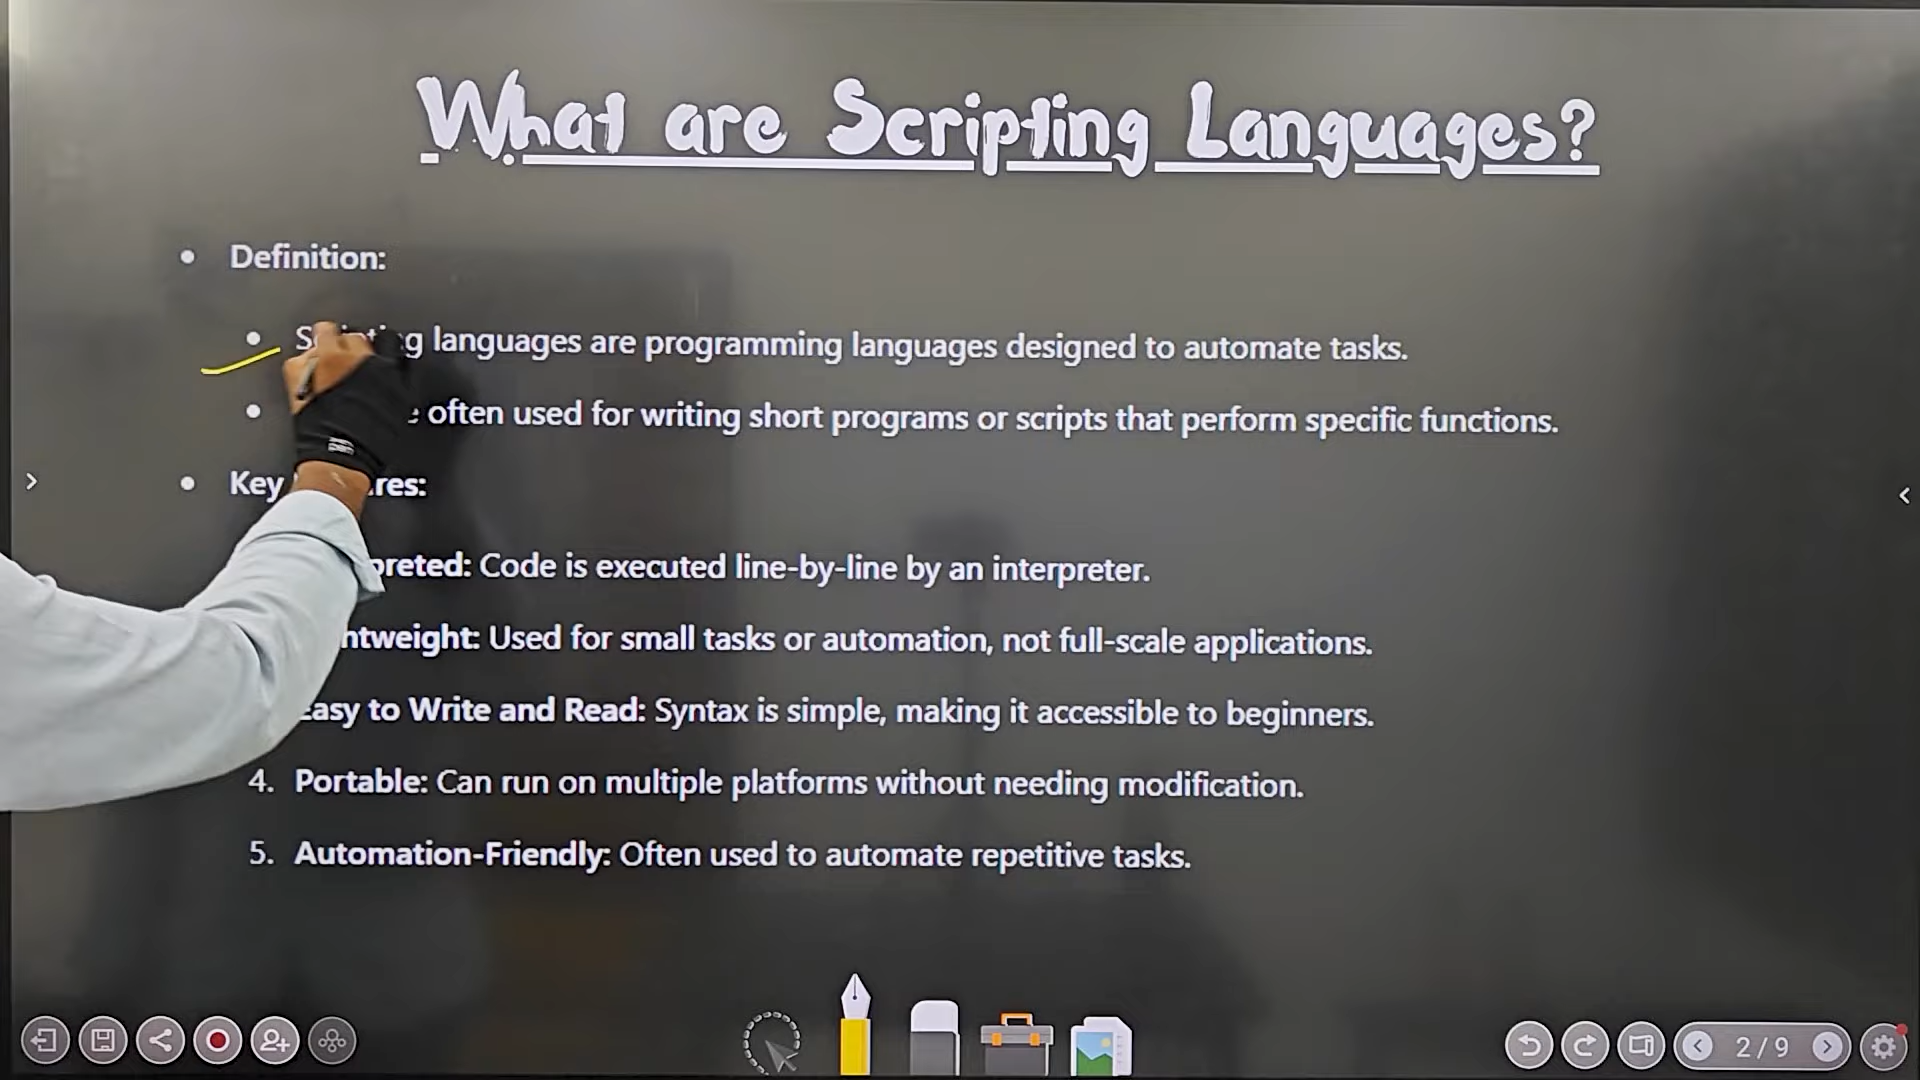 What are Scripting Languages?
• Definition:
• Scripting languages are programming languages designed to automate tasks.
• often used for writing short programs or scripts that perform specific functions.
• Key
preted: Code is executed line-by-line by an interpreter.
htweight: Used for small tasks or automation, not full-scale applications.
Easy to Write and Read: Syntax is simple, making it accessible to beginners.
4. Portable: Can run on multiple platforms without needing modification.
5. Automation-Friendly: Often used to automate repetitive tasks.
2 / 9